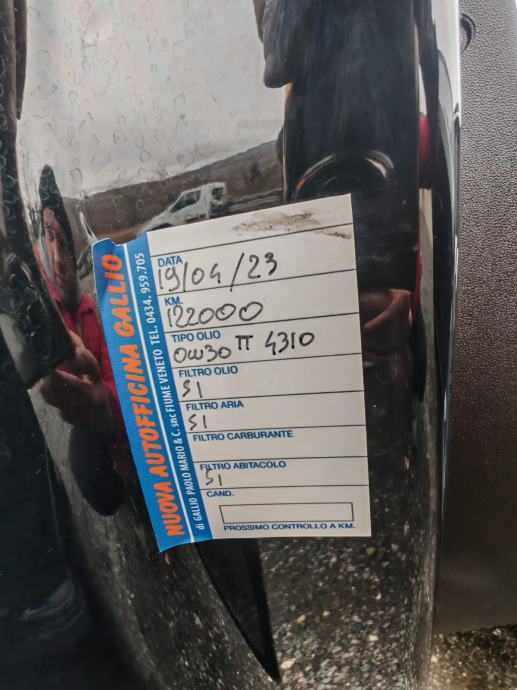 NUOVA AUTOFFICINA GALLIO
di GALLIO PAOLO MARIO & C. snc FIUME VENETO TEL. 0434. 959.705
DATA
19/04/23
KM.
122000
TIPO OLIO
0W30 TT 4310
FILTRO OLIO
SI
FILTRO ARIA
SI
FILTRO CARBURANTE
FILTRO ABITACOLO
SI
CAND.
PROSSIMO CONTROLLO A KM.